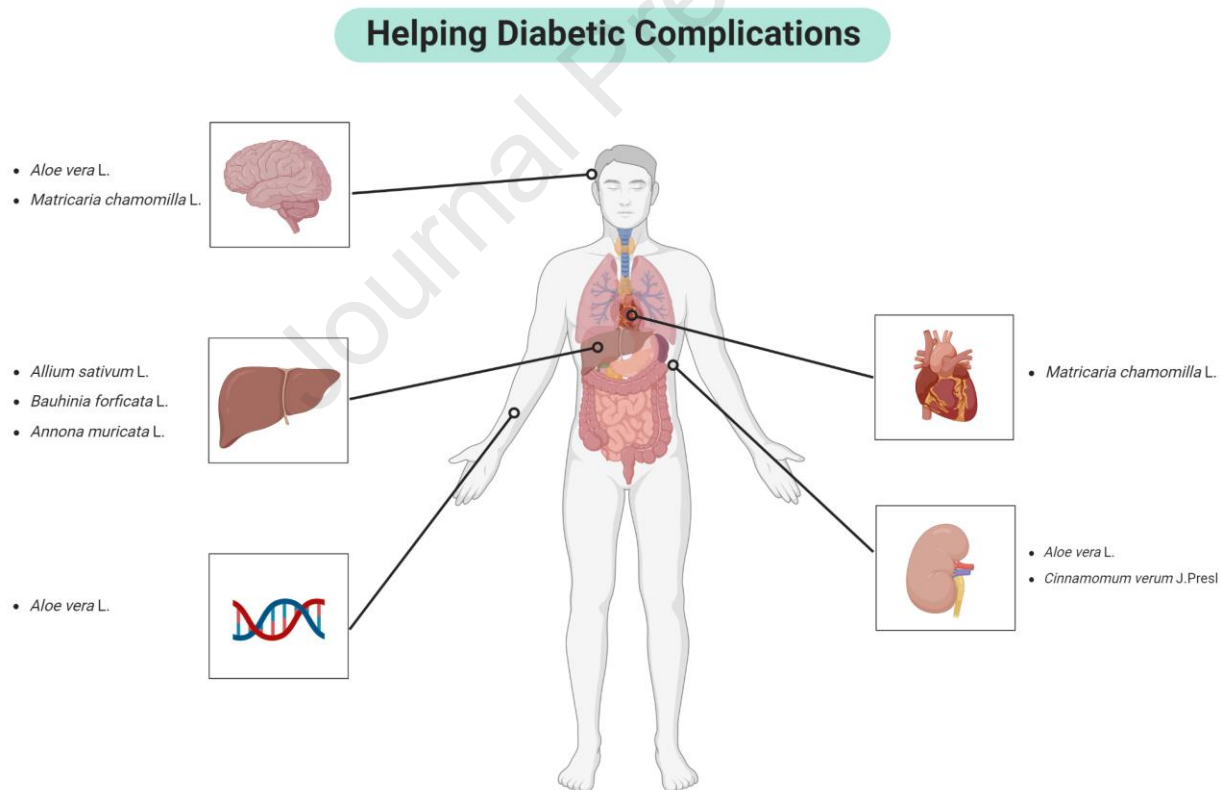 Helping Diabetic Complications
Journal Pre
• Aloe vera L.
• Matricaria chamomilla L.
• Allium sativum L.
• Bauhinia forficata L.
• Annona muricata L.
• Aloe vera L.
• Matricaria chamomilla L.
• Aloe vera L.
• Cinnamomum verum J.Presl